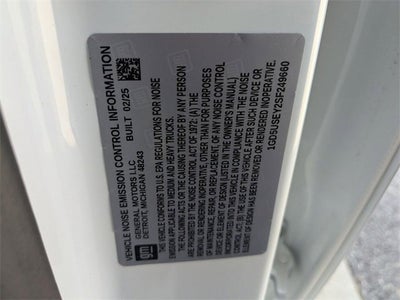 VEHICLE NOISE EMISSION CONTROL INFORMATION
GENERAL MOTORS LLC
DETROIT, MICHIGAN 48243
BUILT 02/25
1GD5USEY2SF249660
gm
THIS VEHICLE CONFORMS TO U.S. EPA REGULATIONS FOR NOISE
EMISSION APPLICABLE TO MEDIUM AND HEAVY TRUCKS.
THE FOLLOWING ACTS OR THE CAUSING THEREOF BY ANY PERSON
ARE PROHIBITED BY THE NOISE CONTROL ACT OF 1972: (A) THE
REMOVAL OR RENDERING INOPERATIVE, OTHER THAN FOR PURPOSES
OF MAINTENANCE, REPAIR, OR REPLACEMENT, OF ANY NOISE CONTROL
DEVICE OR ELEMENT OF DESIGN (LISTED IN THE OWNER'S MANUAL)
INCORPORATED INTO THIS VEHICLE IN COMPLIANCE WITH THE NOISE
CONTROL ACT. (B) THE USE OF THIS VEHICLE AFTER SUCH DEVICE OR
ELEMENT OF DESIGN HAS BEEN REMOVED OR RENDERED INOPERATIVE.